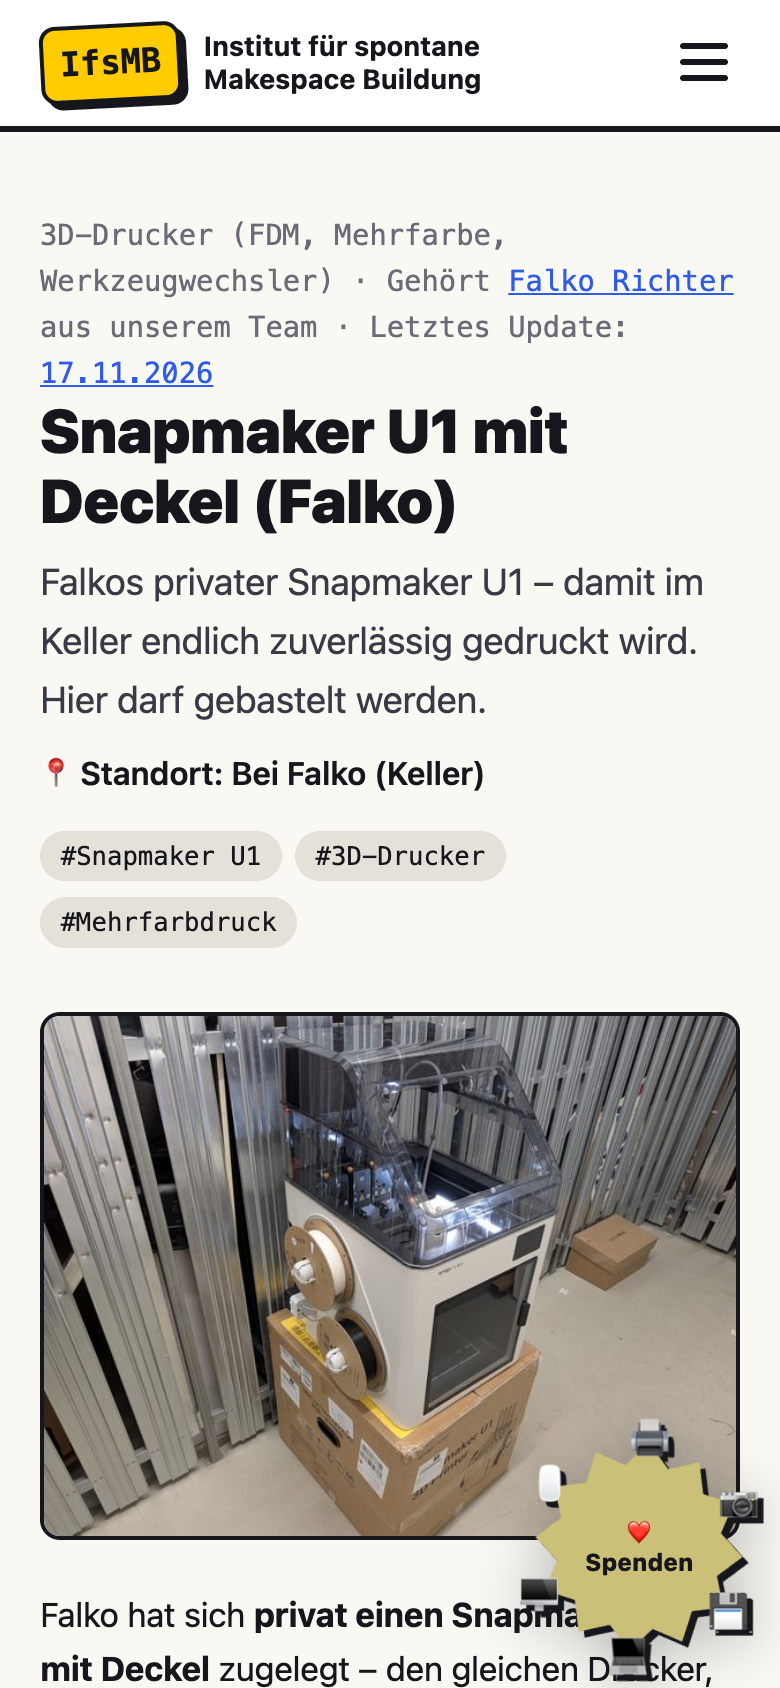 IfsMB
Institut für spontane
Makespace Buildung
3D-Drucker (FDM, Mehrfarbe,
Werkzeugwechsler) · Gehört Falko Richter
aus unserem Team · Letztes Update:
17.11.2026
Snapmaker U1 mit
Deckel (Falko)
Falkos privater Snapmaker U1 – damit im
Keller endlich zuverlässig gedruckt wird.
Hier darf gebastelt werden.
📍 Standort: Bei Falko (Keller)
#Snapmaker U1 #3D-Drucker
#Mehrfarbdruck
❤️
Spenden
Falko hat sich privat einen
mit Deckel zugelegt – den gleichen